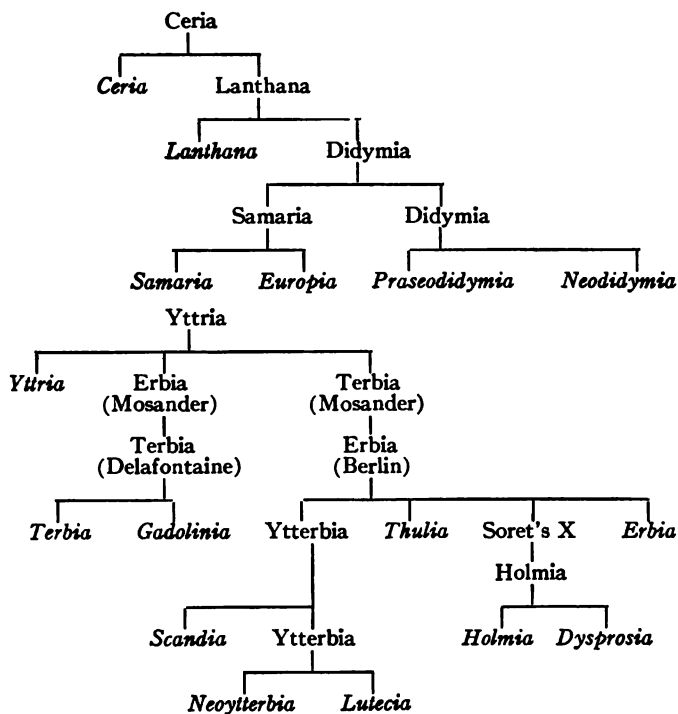 Ceria
Ceria Lanthana
Lanthana Didymia
Samaria Didymia
Samaria Europia Praseodidymia Neodidymia
Yttria
Yttria Erbia Terbia
(Mosander) (Mosander)
Terbia Erbia
(Delafontaine) (Berlin)
Terbia Gadolinia Ytterbia Thulia Soret's X Erbia
Holmia
Scandia Ytterbia Holmia Dysprosia
Neoytterbia Lutecia